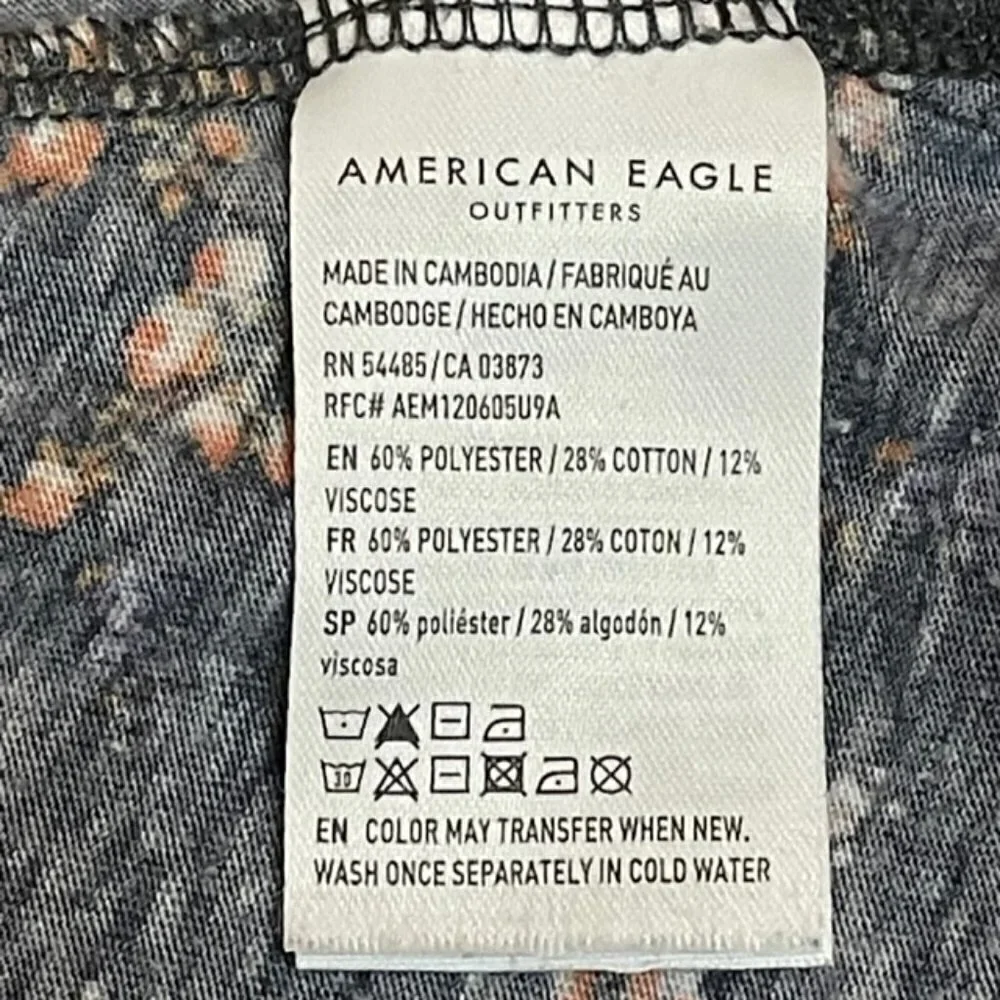 AMERICAN EAGLE
OUTFITTERS
MADE IN CAMBODIA / FABRIQUÉ AU
CAMBODGE / HECHO EN CAMBOYA
RN 54485 / CA 03873
RFC# AEM120605U9A
EN 60% POLYESTER / 28% COTTON / 12%
VISCOSE
FR 60% POLYESTER / 28% COTON / 12%
VISCOSE
SP 60% poliéster / 28% algodón / 12%
viscosa
30
EN COLOR MAY TRANSFER WHEN NEW.
WASH ONCE SEPARATELY IN COLD WATER